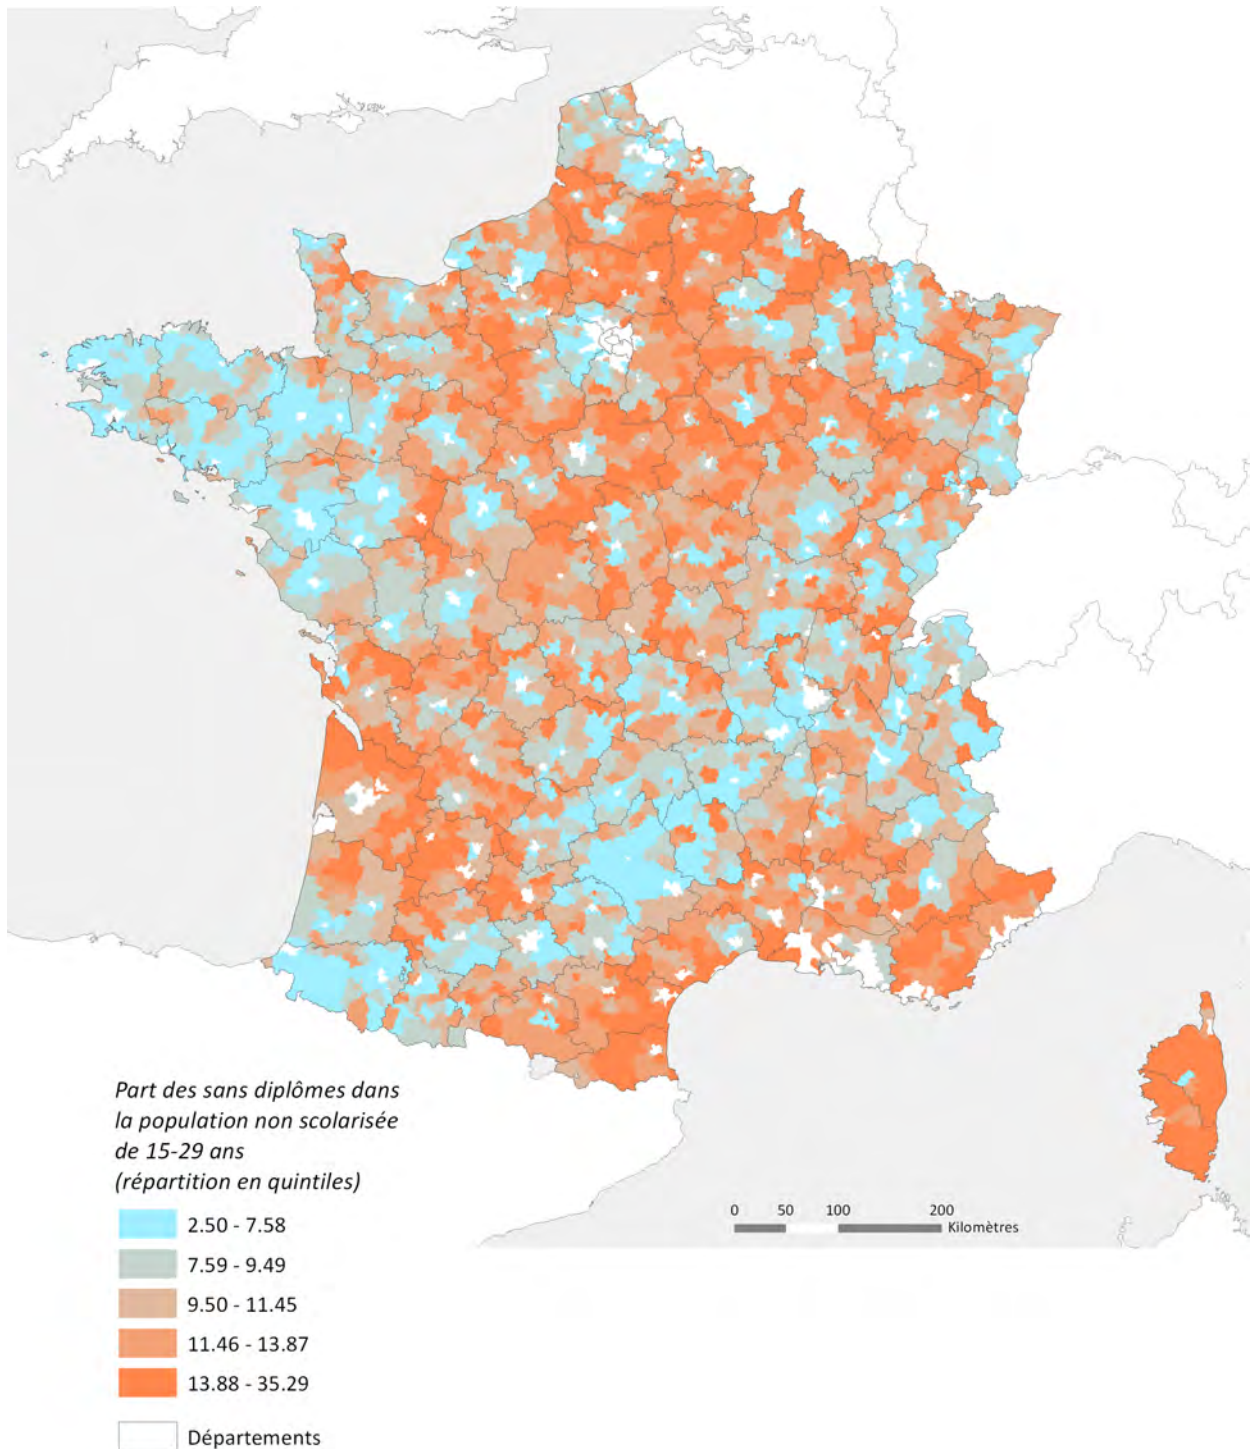 Part des sans diplômes dans
la population non scolarisée
de 15-29 ans
(répartition en quintiles)
2.50 - 7.58
7.59 - 9.49
9.50 - 11.45
11.46 - 13.87
13.88 - 35.29
Départements
0 50 100 200
Kilomètres